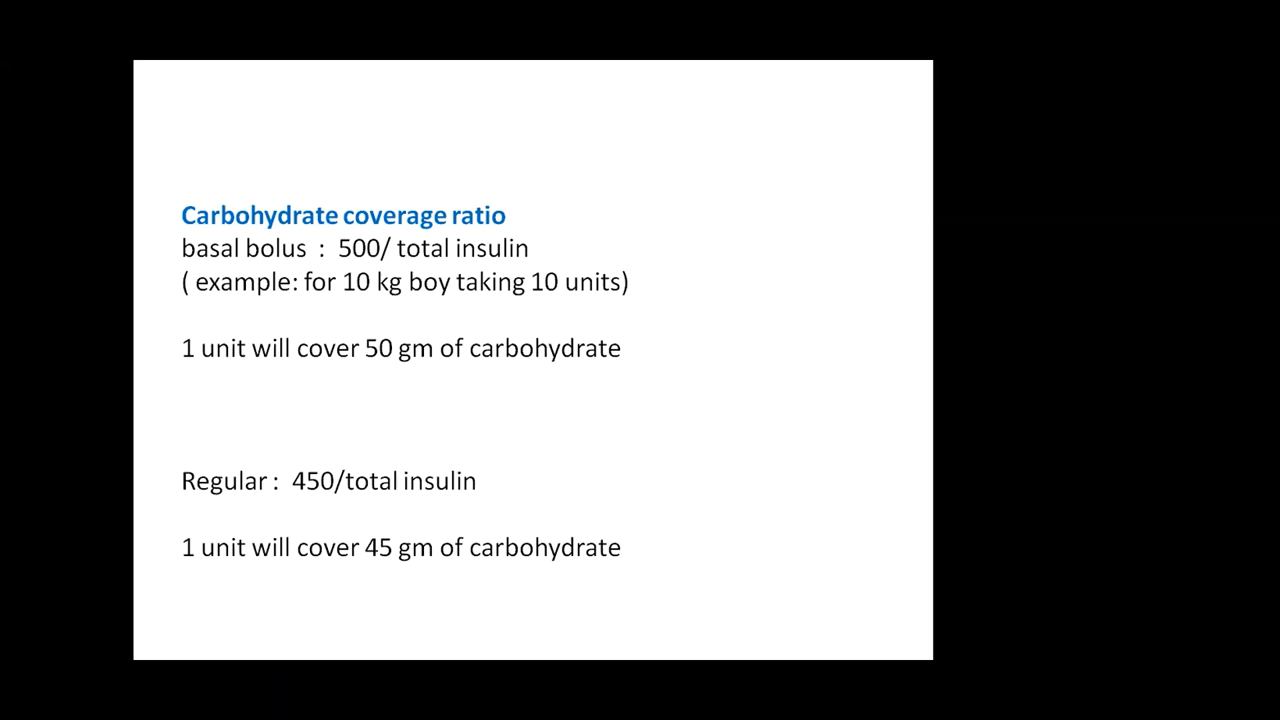 Carbohydrate coverage ratio
basal bolus : 500/ total insulin
( example: for 10 kg boy taking 10 units)
1 unit will cover 50 gm of carbohydrate
Regular : 450/total insulin
1 unit will cover 45 gm of carbohydrate